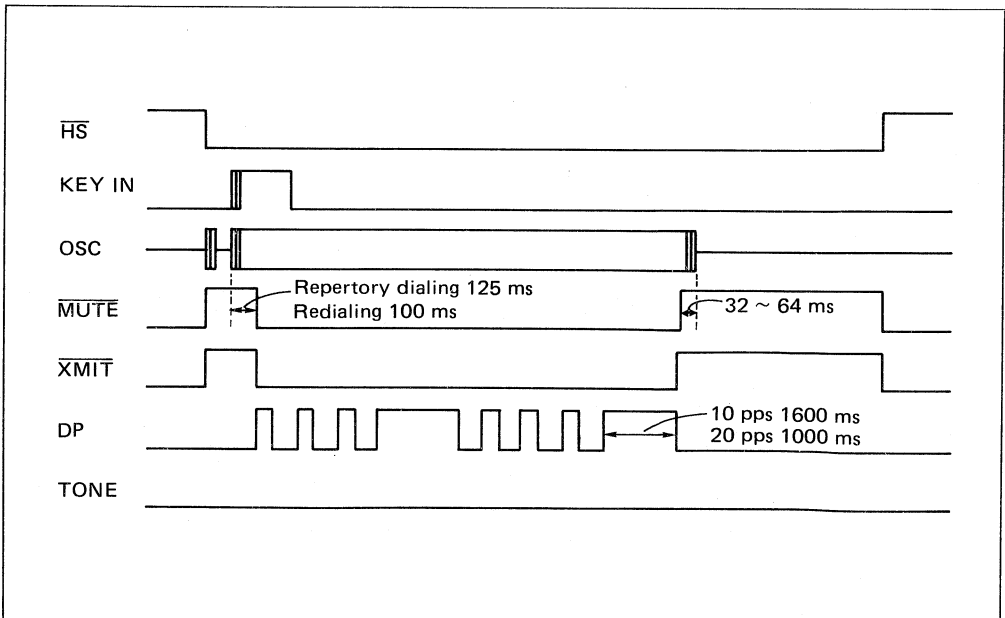 HS
KEY IN
OSC
Repertory dialing 125 ms
Redialing 100 ms
MUTE
32 ~ 64 ms
XMIT
10 pps 1600 ms
20 pps 1000 ms
DP
TONE